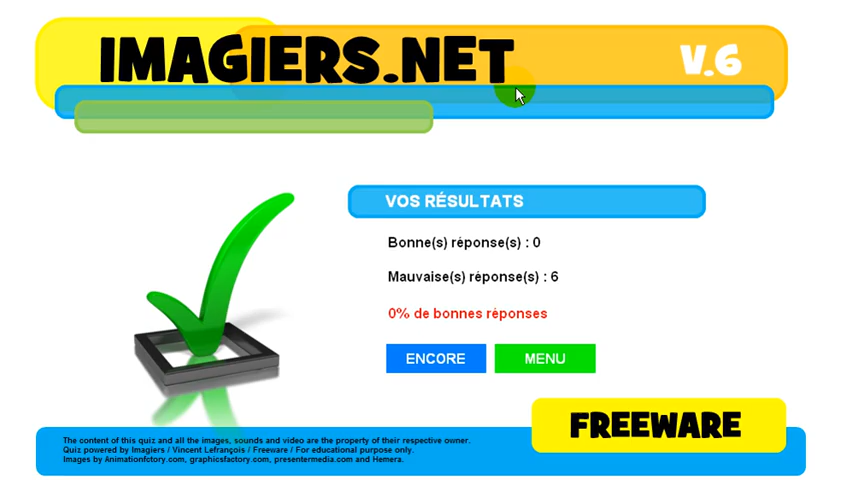 IMAGIERS.NET
V.6
VOS RÉSULTATS
Bonne(s) réponse(s) : 0
Mauvaise(s) réponse(s) : 6
0% de bonnes réponses
ENCORE
MENU
FREEWARE
The content of this quiz and all the images, sounds and video are the property of their respective owner.
Quiz powered by Imagiers / Vincent Lefrançois / Freeware / For educational purpose only.
Images by Animationfctory.com, graphicsfactory.com, presentermedia.com and Hemera.